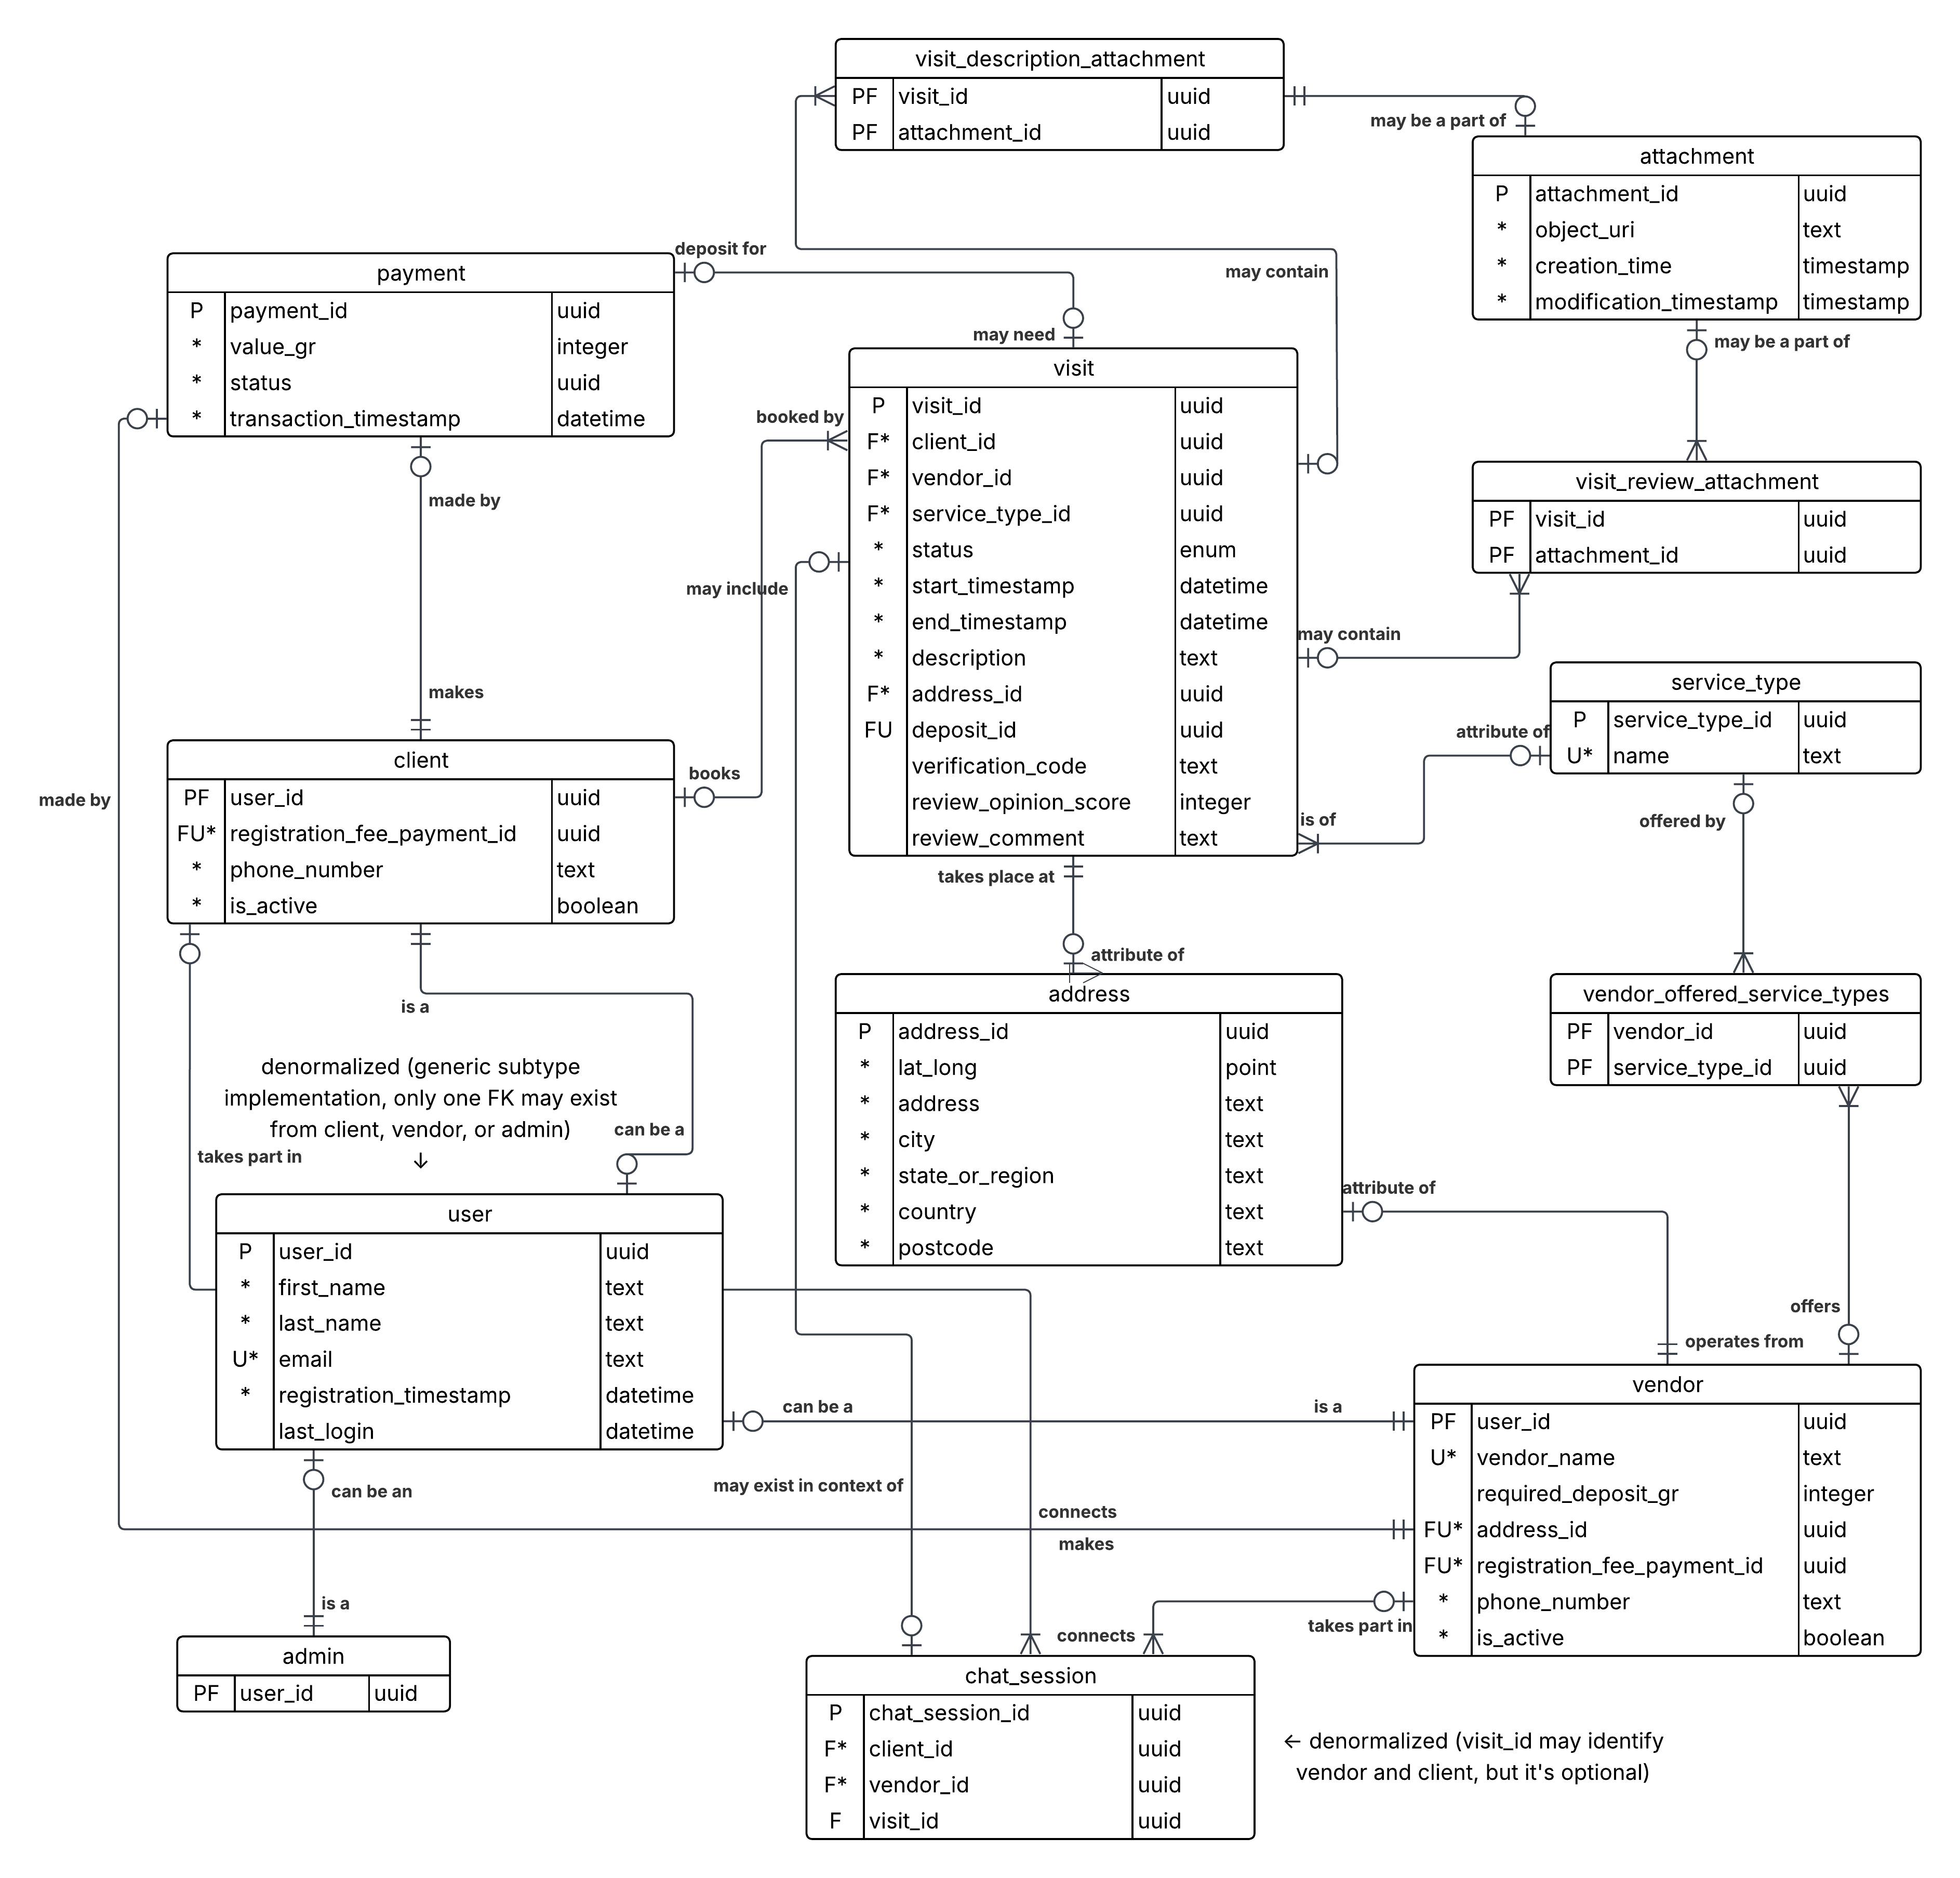 visit_description_attachment
PF visit_id uuid
PF attachment_id uuid
may be a part of
attachment
P attachment_id uuid
* object_uri text
* creation_time timestamp
* modification_timestamp timestamp
deposit for
may contain
payment
P payment_id uuid
* value_gr integer
* status uuid
* transaction_timestamp datetime
may need
may be a part of
visit
P visit_id uuid
F* client_id uuid
F* vendor_id uuid
F* service_type_id uuid
* status enum
* start_timestamp datetime
* end_timestamp datetime
* description text
F* address_id uuid
FU deposit_id uuid
verification_code text
review_opinion_score integer
review_comment text
booked by
made by
may include
visit_review_attachment
PF visit_id uuid
PF attachment_id uuid
may contain
makes
service_type
P service_type_id uuid
U* name text
attribute of
client
PF user_id uuid
FU* registration_fee_payment_id uuid
* phone_number text
* is_active boolean
books
made by
is of
offered by
takes place at
attribute of
is a
address
P address_id uuid
* lat_long point
* address text
* city text
* state_or_region text
* country text
* postcode text
vendor_offered_service_types
PF vendor_id uuid
PF service_type_id uuid
denormalized (generic subtype
implementation, only one FK may exist
from client, vendor, or admin)
↓
can be a
takes part in
attribute of
user
P user_id uuid
* first_name text
* last_name text
U* email text
* registration_timestamp datetime
last_login datetime
offers
operates from
vendor
PF user_id uuid
U* vendor_name text
required_deposit_gr integer
FU* address_id uuid
FU* registration_fee_payment_id uuid
* phone_number text
* is_active boolean
can be a
is a
can be an
may exist in context of
connects
makes
is a
takes part in
connects
admin
PF user_id uuid
chat_session
P chat_session_id uuid
F* client_id uuid
F* vendor_id uuid
F visit_id uuid
← denormalized (visit_id may identify
vendor and client, but it's optional)